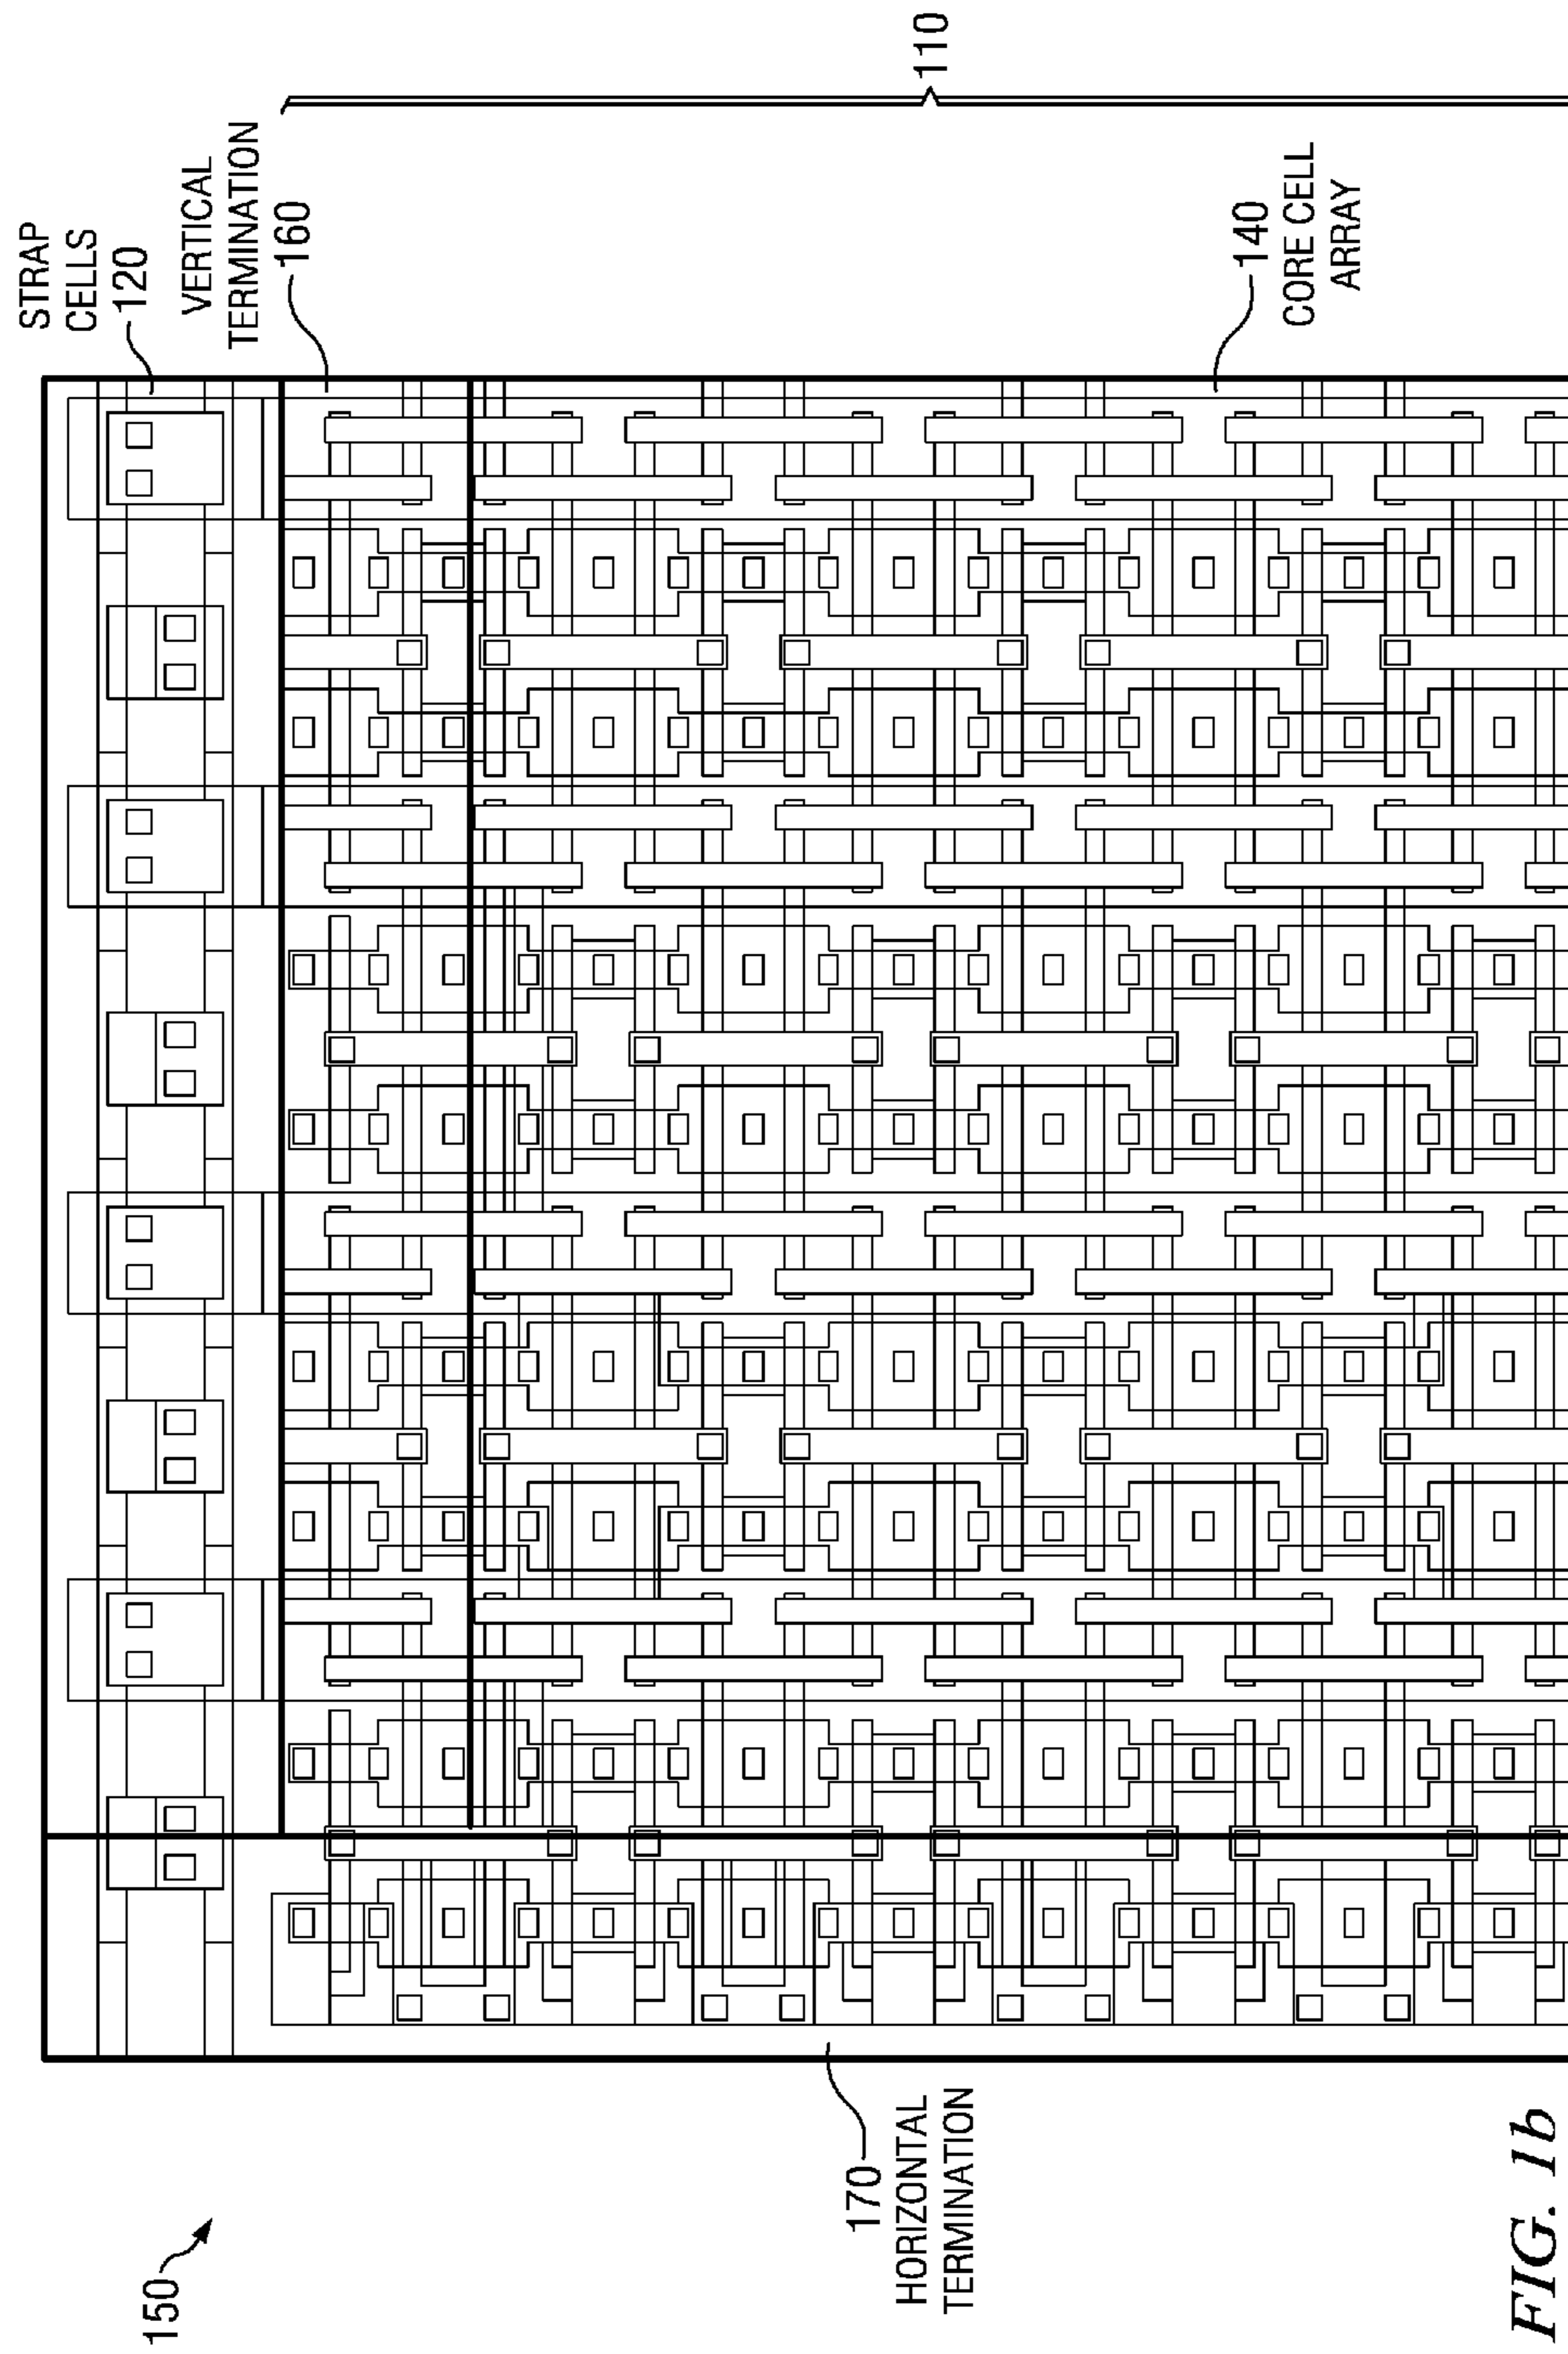 150
STRAP
CELLS
120
VERTICAL
TERMINATION
160
110
140
CORE CELL
ARRAY
170
HORIZONTAL
TERMINATION
FIG. 1b